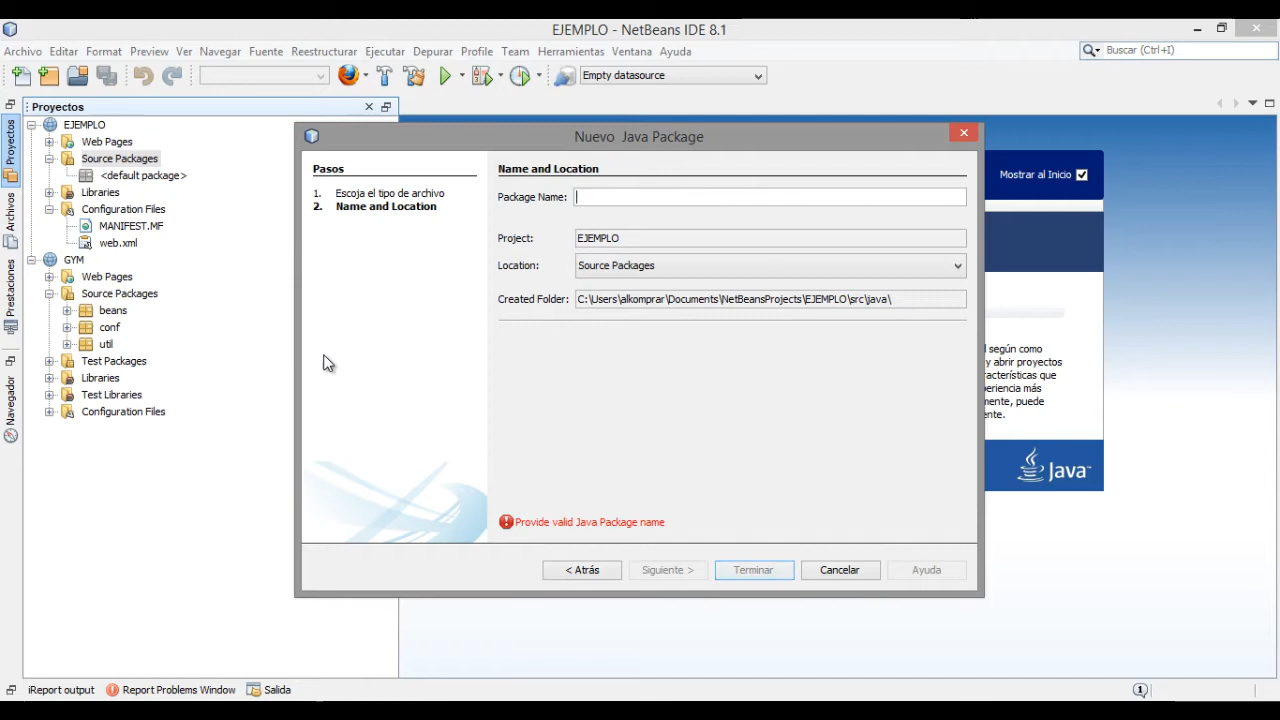 EJEMPLO - NetBeans IDE 8.1
Archivo Editar Format Preview Ver Navegar Fuente Reestructurar Ejecutar Depurar Profile Team Herramientas Ventana Ayuda
Buscar (Ctrl+I)
Empty datasource
Proyectos
Proyectos
Archivos
Prestaciones
Navegador
EJEMPLO
Web Pages
Source Packages
<default package>
Libraries
Configuration Files
MANIFEST.MF
web.xml
GYM
Web Pages
Source Packages
beans
conf
util
Test Packages
Libraries
Test Libraries
Configuration Files
Nuevo Java Package
Pasos
1. Escoja el tipo de archivo
2. Name and Location
Name and Location
Package Name:
Project: EJEMPLO
Location: Source Packages
Created Folder: C:\Users\alkomprar\Documents\NetBeansProjects\EJEMPLO\src\java\
Provide valid Java Package name
< Atrás Siguiente > Terminar Cancelar Ayuda
Mostrar al Inicio
según como
y abrir proyectos
racterísticas que
periencia más
mente, puede
ente.
Java
iReport output Report Problems Window Salida
1